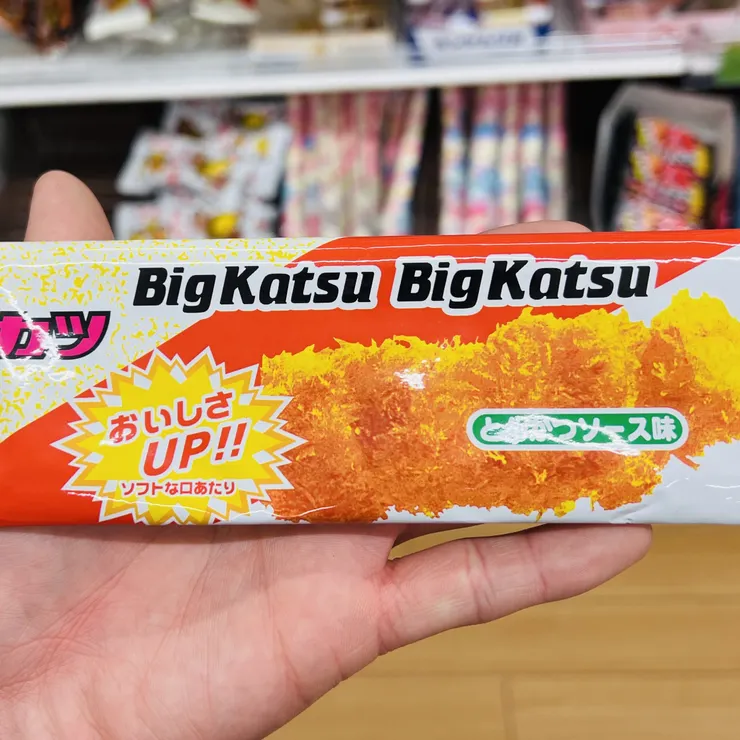 カツ
BigKatsu BigKatsu
おいしさ
UP!!
ソフトな口あたり
とんかつソース味